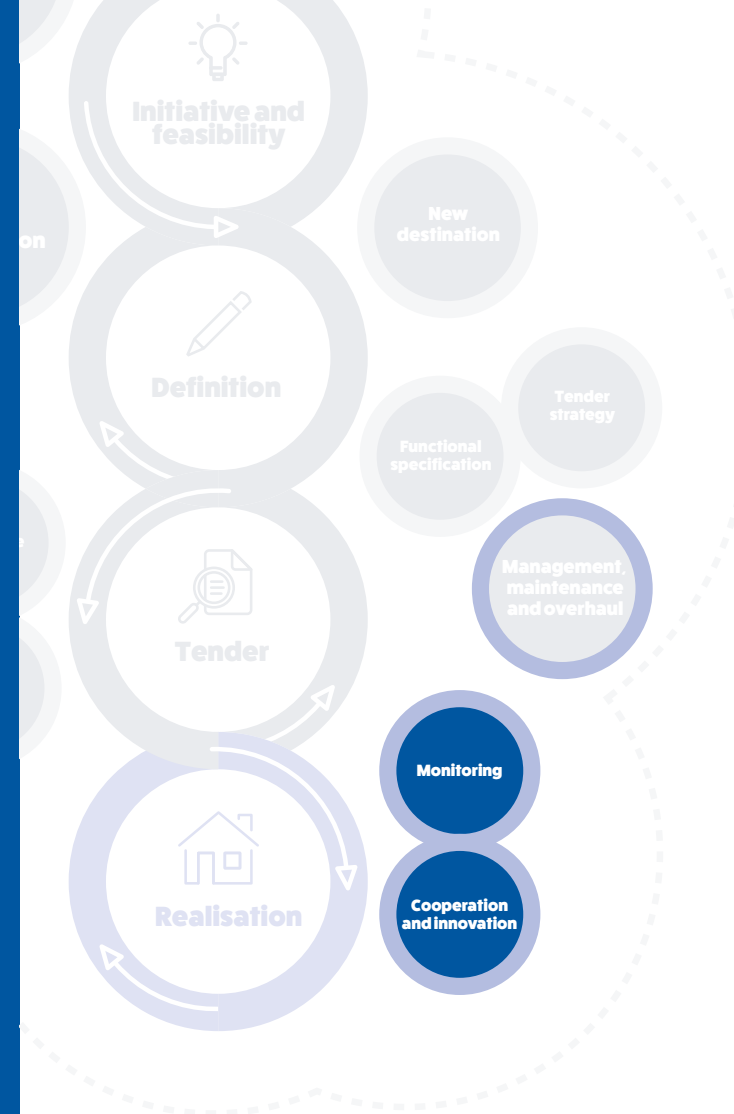 Initiative and
feasibility
on
New
destination
Definition
Tender
strategy
Functional
specification
Management,
maintenance
and overhaul
Tender
Monitoring
Realisation
Cooperation
and innovation